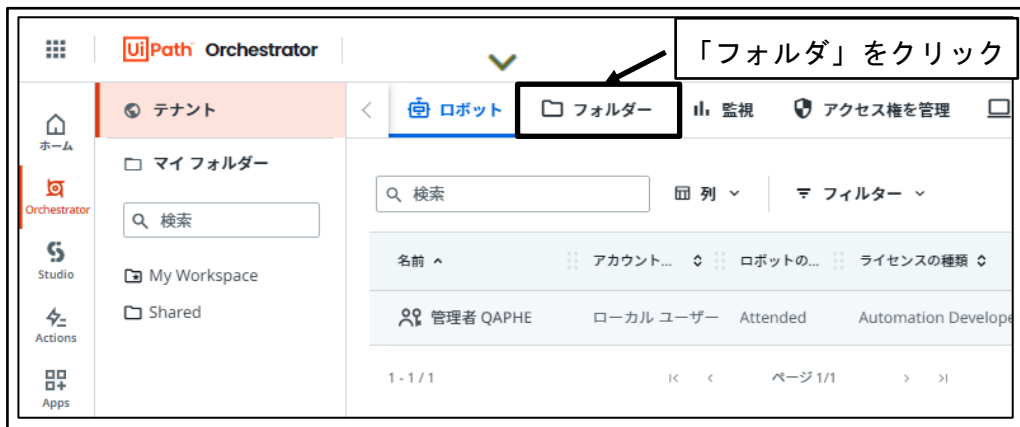 UiPath Orchestrator
「フォルダ」をクリック
ホーム
Orchestrator
Studio
Actions
Apps
テナント
マイ フォルダー
検索
My Workspace
Shared
ロボット
フォルダー
監視
アクセス権を管理
検索
列
フィルター
名前 アカウント... ロボットの... ライセンスの種類
管理者 QAPHE ローカル ユーザー Attended Automation Develope
1 - 1 / 1 ページ 1/1